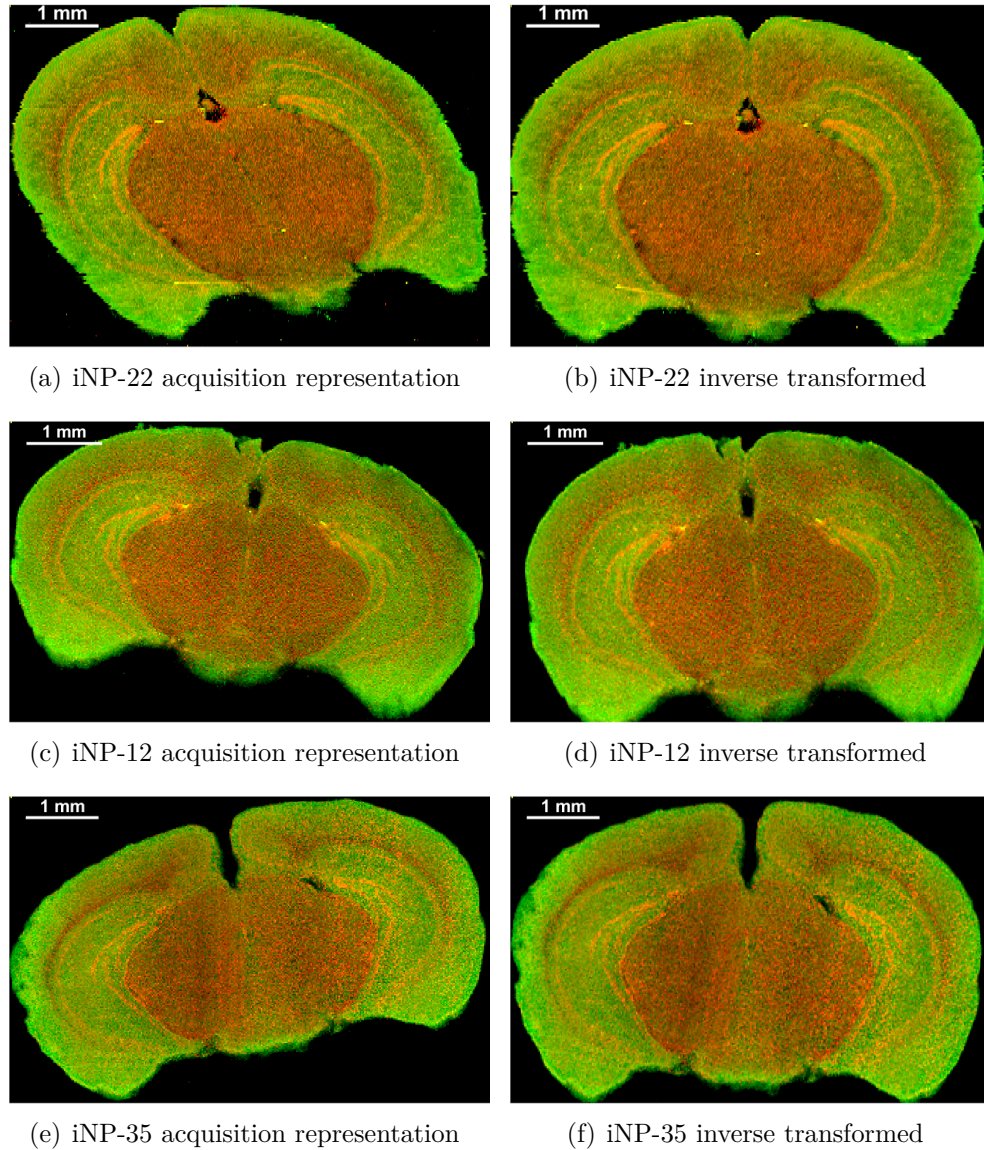 1 mm
1 mm
(a) iNP-22 acquisition representation
(b) iNP-22 inverse transformed
1 mm
1 mm
(c) iNP-12 acquisition representation
(d) iNP-12 inverse transformed
1 mm
1 mm
(e) iNP-35 acquisition representation
(f) iNP-35 inverse transformed